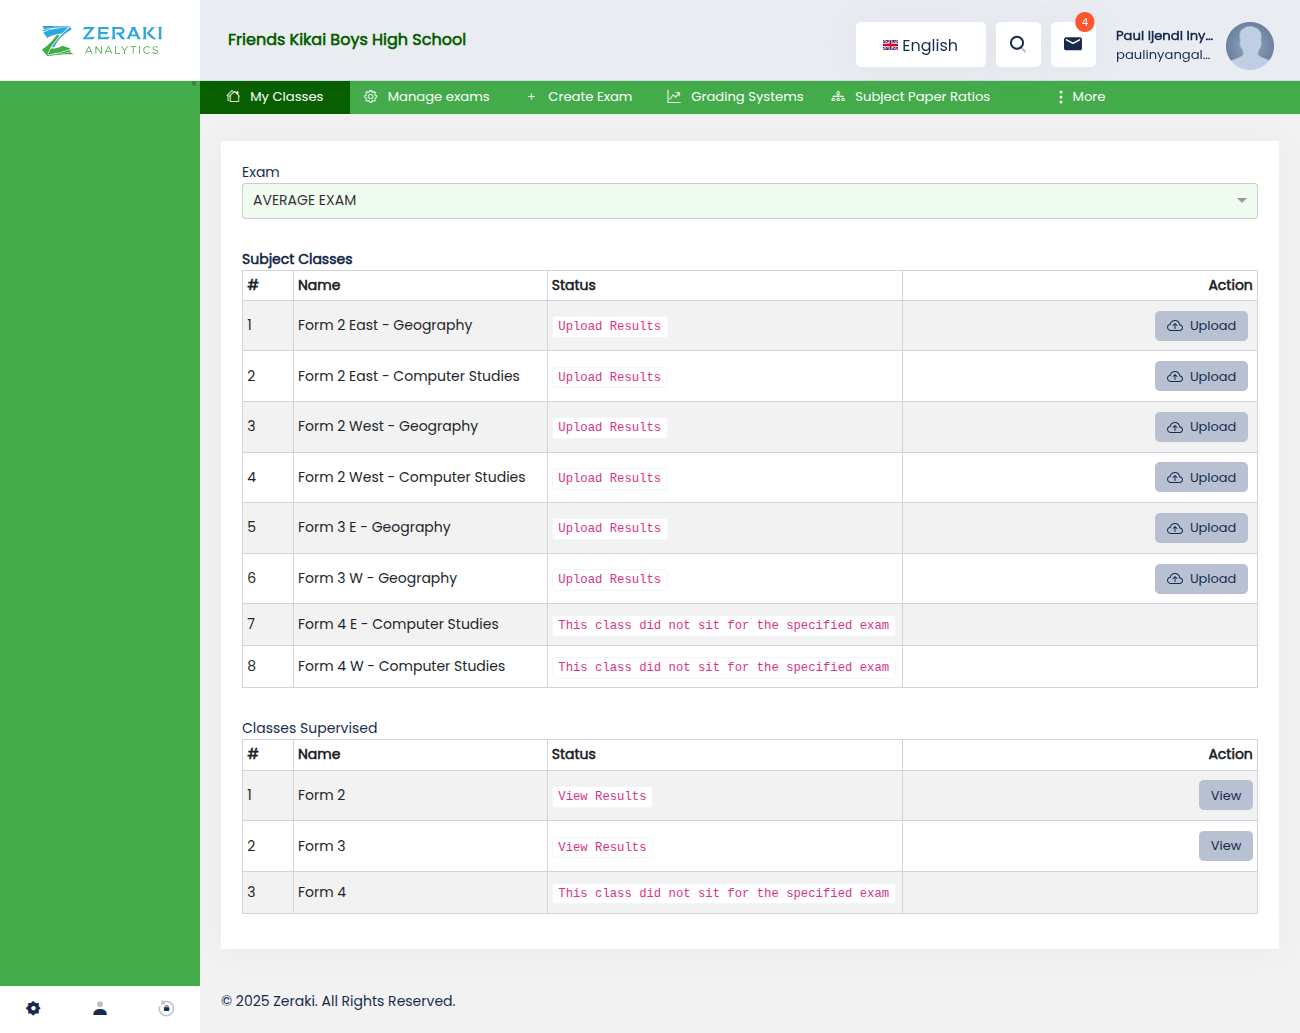 ZERAKI
ANALYTICS
Friends Kikai Boys High School
English
4
Paul Ijendi Iny...
paulinyangal...
My Classes
Manage exams
+ Create Exam
Grading Systems
Subject Paper Ratios
More
Exam
AVERAGE EXAM
Subject Classes
# Name Status Action
1 Form 2 East - Geography Upload Results Upload
2 Form 2 East - Computer Studies Upload Results Upload
3 Form 2 West - Geography Upload Results Upload
4 Form 2 West - Computer Studies Upload Results Upload
5 Form 3 E - Geography Upload Results Upload
6 Form 3 W - Geography Upload Results Upload
7 Form 4 E - Computer Studies This class did not sit for the specified exam
8 Form 4 W - Computer Studies This class did not sit for the specified exam
Classes Supervised
# Name Status Action
1 Form 2 View Results View
2 Form 3 View Results View
3 Form 4 This class did not sit for the specified exam
© 2025 Zeraki. All Rights Reserved.